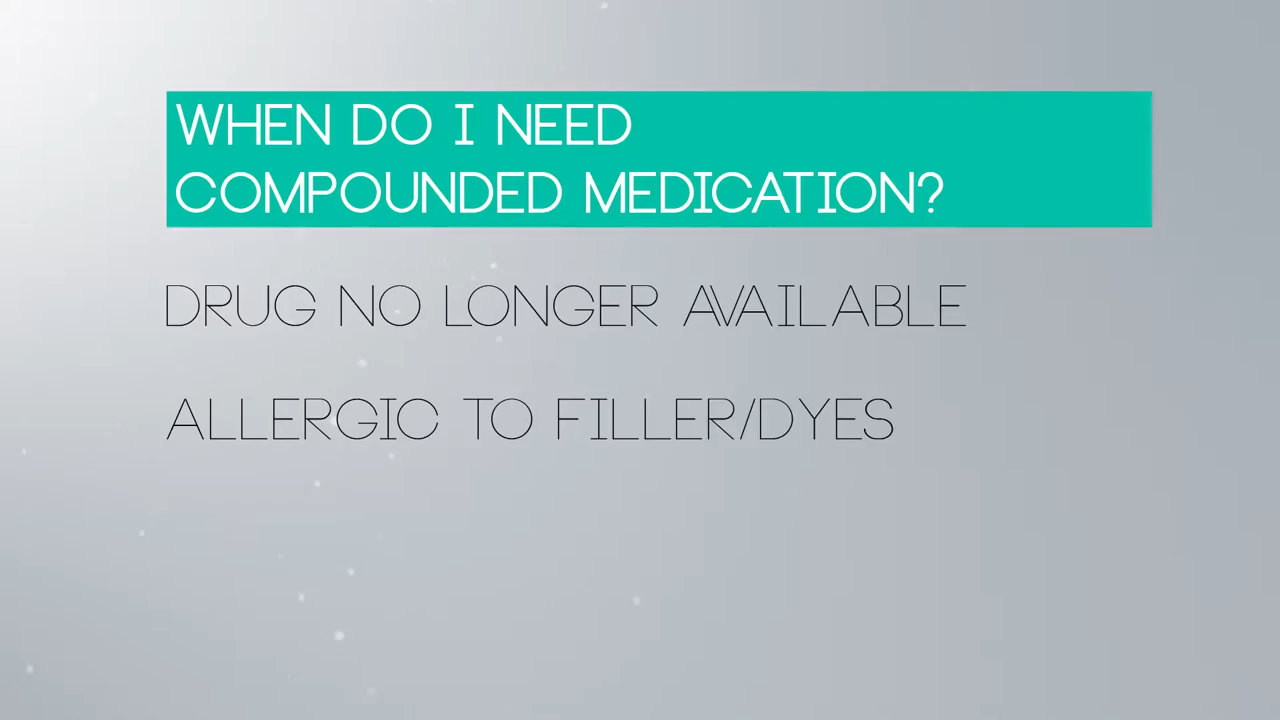 WHEN DO I NEED
COMPOUNDED MEDICATION?
DRUG NO LONGER AVAILABLE
ALLERGIC TO FILLER/DYES